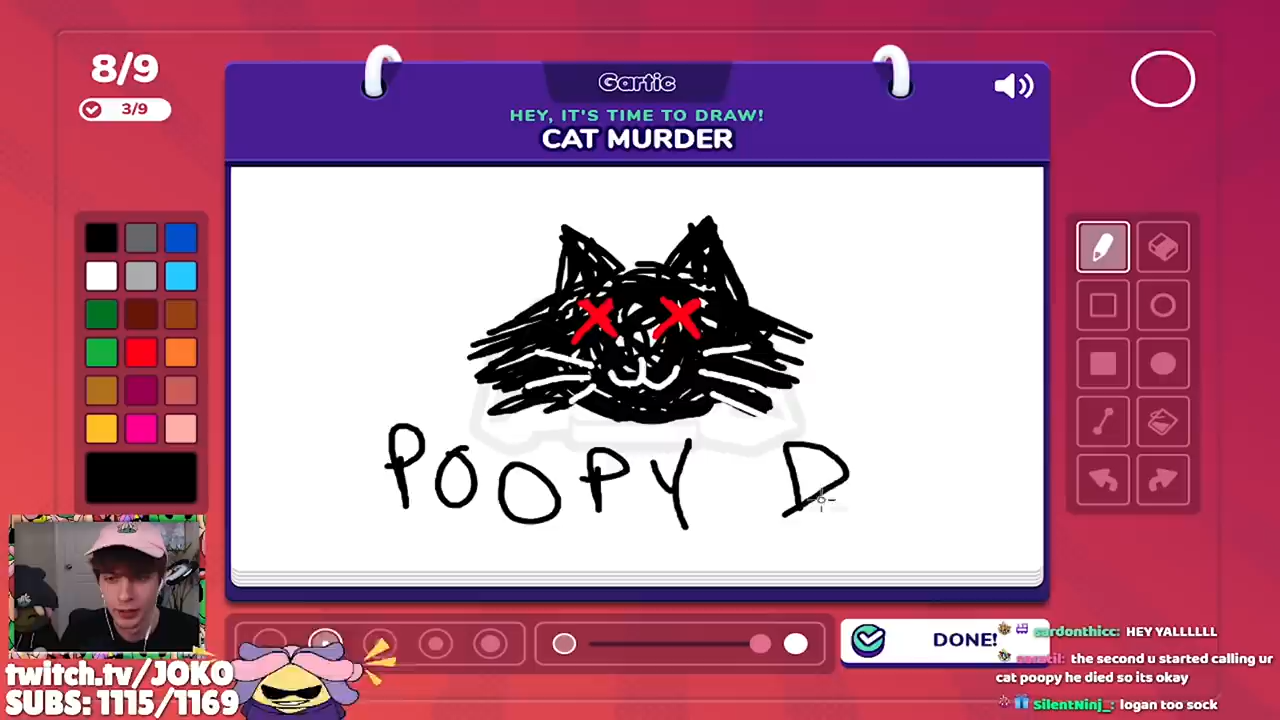 8/9
3/9
Gartic
HEY, IT'S TIME TO DRAW!
CAT MURDER
POOPY D
DONE!
sardonthicc: HEY YALLLLLL
the second u started calling ur
cat poopy he died so its okay
SilentNinj_: logan too sock
twitch.tv/JOKO
SUBS: 1115/1169